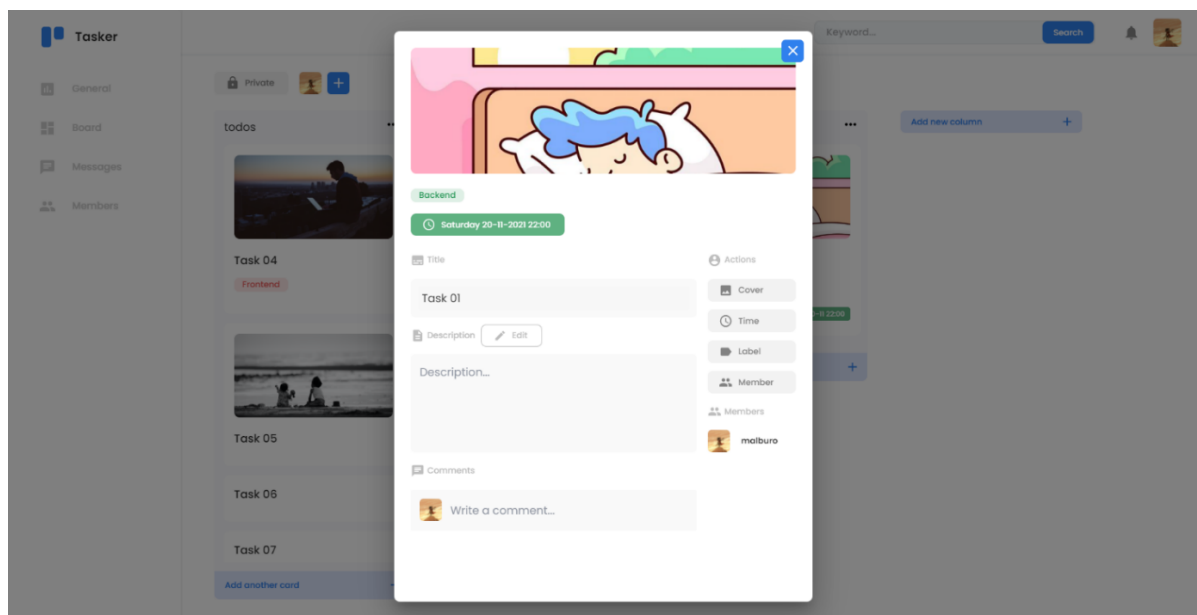 Tasker
Keyword...
Search
General
Board
Messages
Members
Private
todos
Add new column
Task 04
Frontend
Task 05
Task 06
Task 07
Add another card
Backend
Saturday 20-11-2021 22:00
Title
Task 01
Description
Edit
Description...
Comments
Write a comment...
Actions
Cover
Time
Label
Member
Members
malburo
22:00